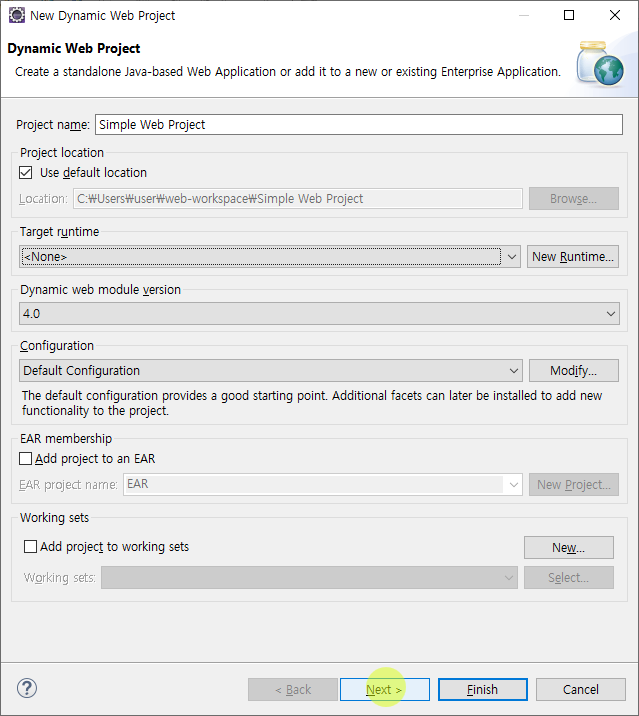 New Dynamic Web Project
Dynamic Web Project
Create a standalone Java-based Web Application or add it to a new or existing Enterprise Application.
Project name: Simple Web Project
Project location
Use default location
Location: C:₩Users₩user₩web-workspace₩Simple Web Project Browse...
Target runtime
<None> New Runtime...
Dynamic web module version
4.0
Configuration
Default Configuration Modify...
The default configuration provides a good starting point. Additional facets can later be installed to add new
functionality to the project.
EAR membership
Add project to an EAR
EAR project name: EAR New Project...
Working sets
Add project to working sets New...
Working sets: Select...
? < Back Next > Finish Cancel